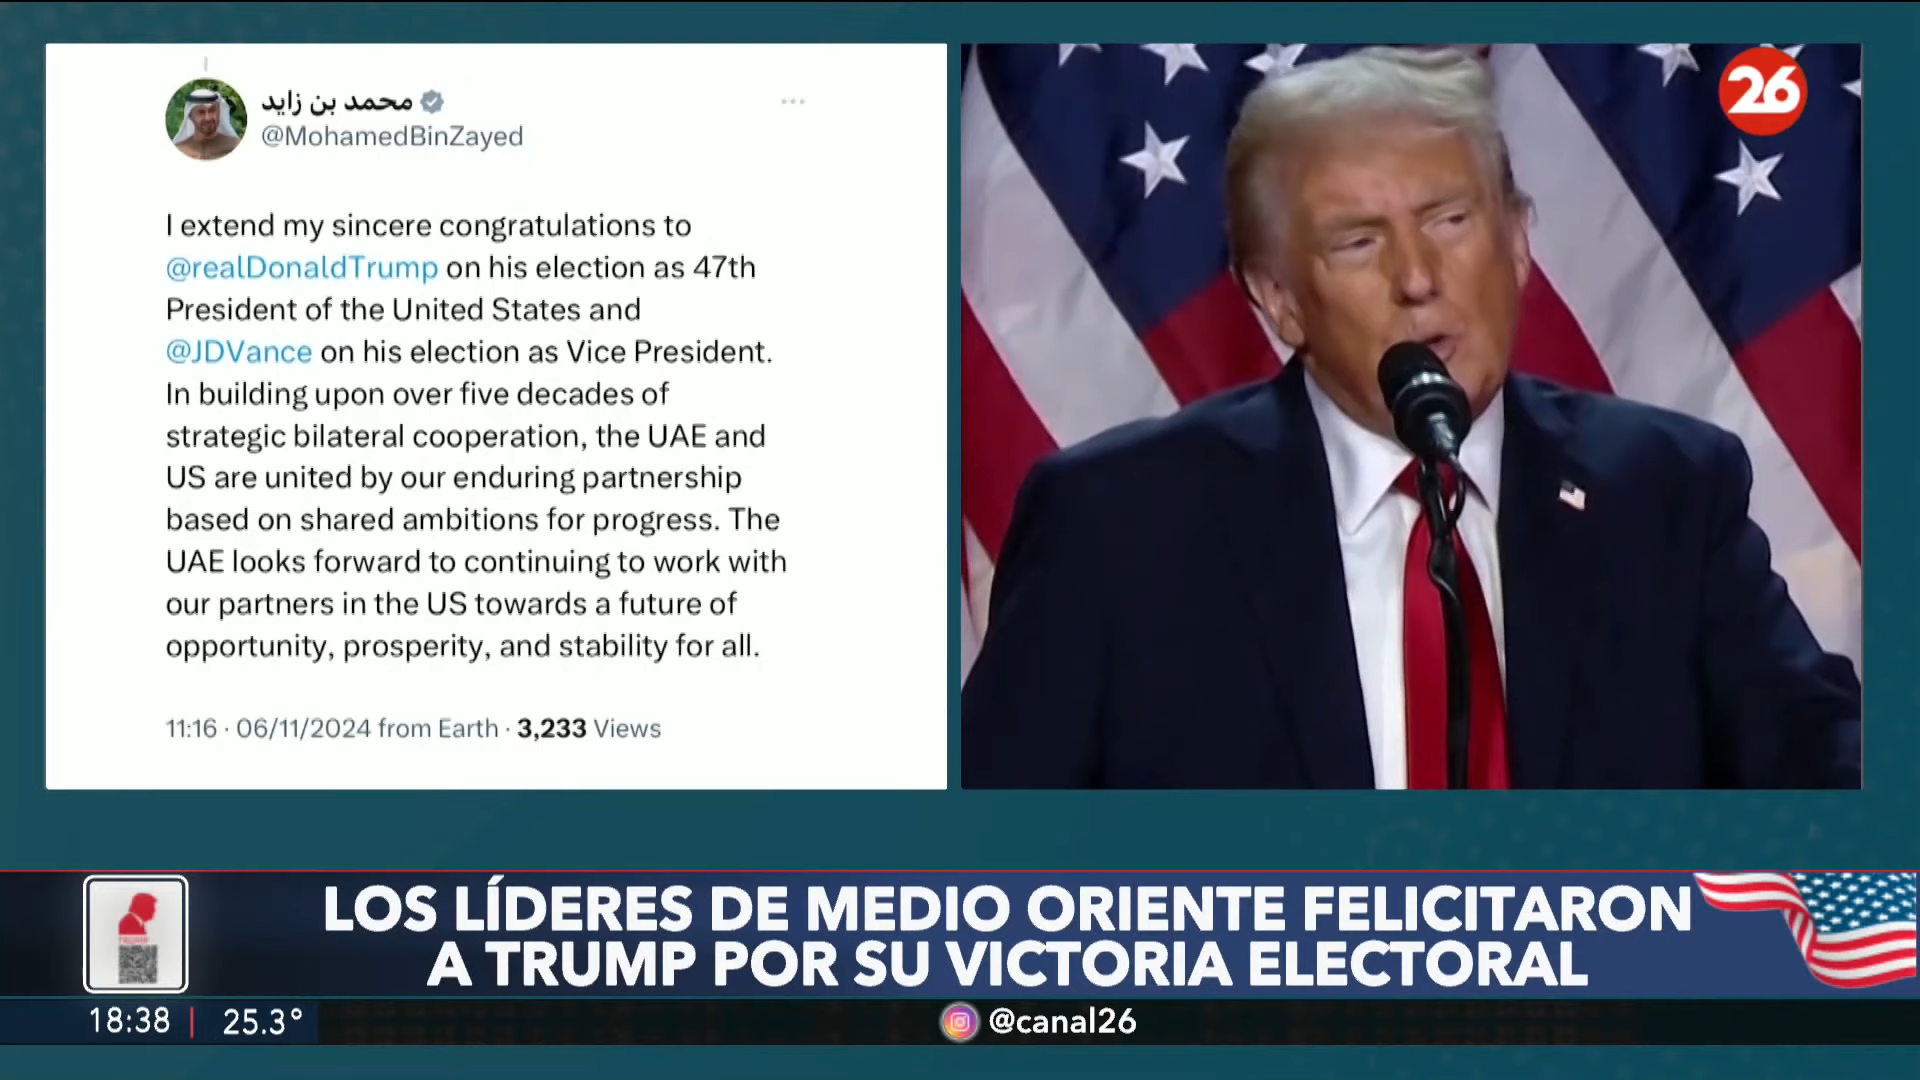 محمد بن زايد
@MohamedBinZayed
I extend my sincere congratulations to
@realDonaldTrump on his election as 47th
President of the United States and
@JDVance on his election as Vice President.
In building upon over five decades of
strategic bilateral cooperation, the UAE and
US are united by our enduring partnership
based on shared ambitions for progress. The
UAE looks forward to continuing to work with
our partners in the US towards a future of
opportunity, prosperity, and stability for all.
11:16 · 06/11/2024 from Earth · 3,233 Views
26
LOS LÍDERES DE MEDIO ORIENTE FELICITARON
A TRUMP POR SU VICTORIA ELECTORAL
TRUMP
18:38 | 25.3°
@canal26